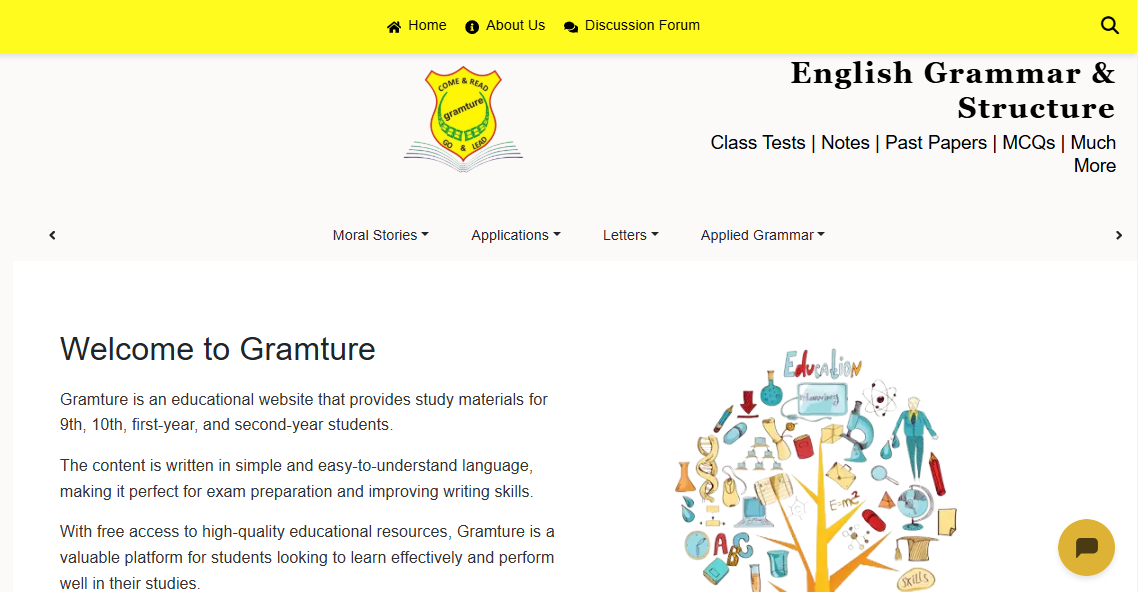 Home About Us Discussion Forum
COME & READ
gramture
GO & LEAD
English Grammar &
Structure
Class Tests | Notes | Past Papers | MCQs | Much
More
Moral Stories Applications Letters Applied Grammar
Welcome to Gramture
Gramture is an educational website that provides study materials for
9th, 10th, first-year, and second-year students.
The content is written in simple and easy-to-understand language,
making it perfect for exam preparation and improving writing skills.
With free access to high-quality educational resources, Gramture is a
valuable platform for students looking to learn effectively and perform
well in their studies.
Education
E=mc²
ABC
SKILLS